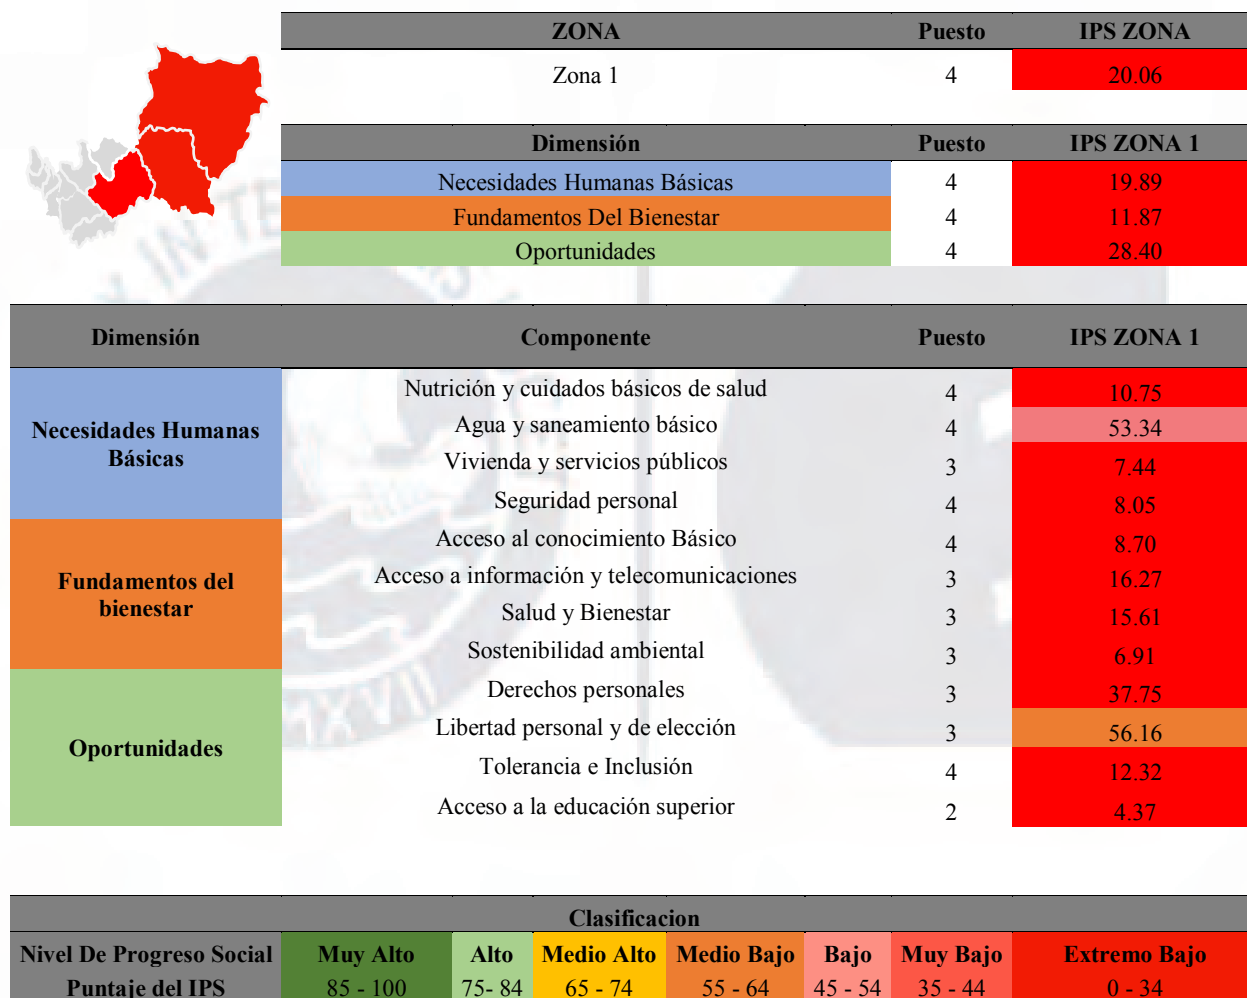 ZONA Puesto IPS ZONA
Zona 1 4 20.06
Dimensión Puesto IPS ZONA 1
Necesidades Humanas Básicas 4 19.89
Fundamentos Del Bienestar 4 11.87
Oportunidades 4 28.40
Dimensión Componente Puesto IPS ZONA 1
Necesidades Humanas Básicas
Nutrición y cuidados básicos de salud 4 10.75
Agua y saneamiento básico 4 53.34
Vivienda y servicios públicos 3 7.44
Seguridad personal 4 8.05
Fundamentos del bienestar
Acceso al conocimiento Básico 4 8.70
Acceso a información y telecomunicaciones 3 16.27
Salud y Bienestar 3 15.61
Sostenibilidad ambiental 3 6.91
Oportunidades
Derechos personales 3 37.75
Libertad personal y de elección 3 56.16
Tolerancia e Inclusión 4 12.32
Acceso a la educación superior 2 4.37
Clasificacion
Nivel De Progreso Social Muy Alto Alto Medio Alto Medio Bajo Bajo Muy Bajo Extremo Bajo
Puntaje del IPS 85 - 100 75- 84 65 - 74 55 - 64 45 - 54 35 - 44 0 - 34